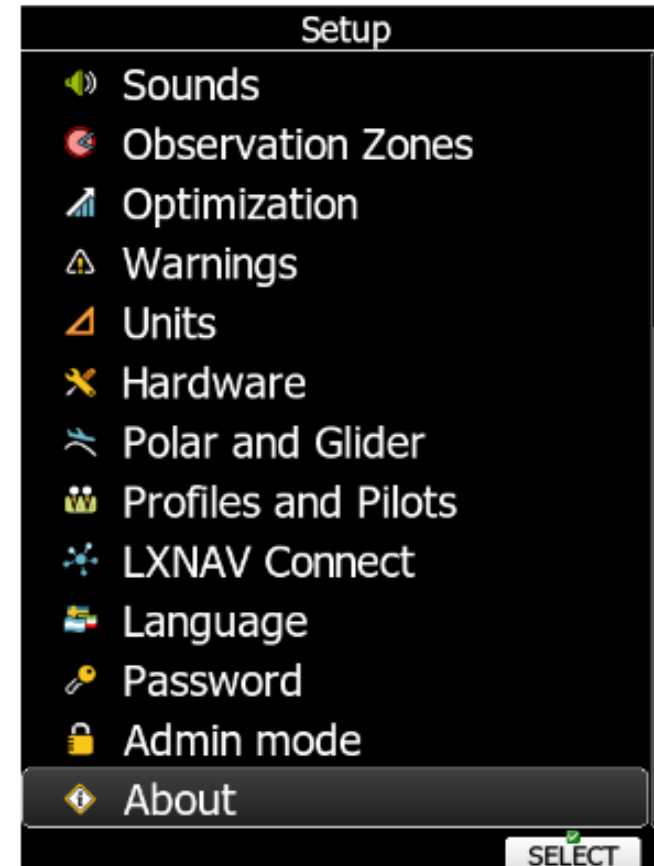 Setup
Sounds
Observation Zones
Optimization
Warnings
Units
Hardware
Polar and Glider
Profiles and Pilots
LXNAV Connect
Language
Password
Admin mode
About
SELECT